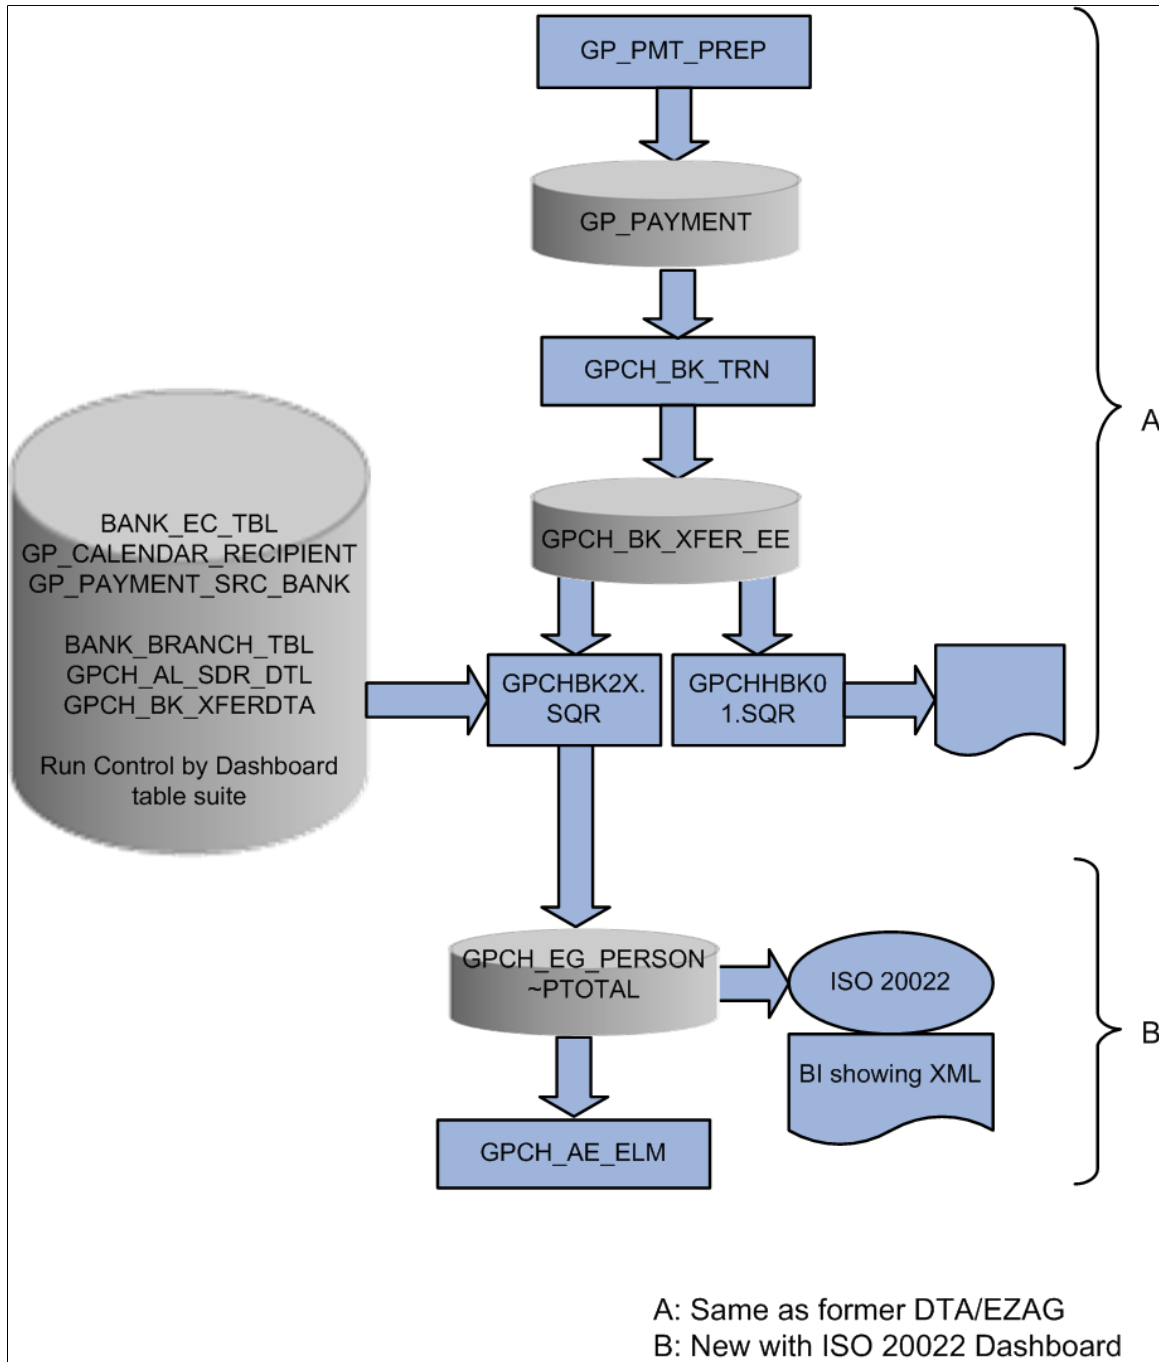 GP_PMT_PREP
GP_PAYMENT
GPCH_BK_TRN
A
GPCH_BK_XFER_EE
BANK_EC_TBL
GP_CALENDAR_RECIPIENT
GP_PAYMENT_SRC_BANK
BANK_BRANCH_TBL
GPCH_AL_SDR_DTL
GPCH_BK_XFERDTA
Run Control by Dashboard
table suite
GPCHBK2X.
SQR
GPCHHBK0
1.SQR
GPCH_EG_PERSON
~PTOTAL
ISO 20022
BI showing XML
B
GPCH_AE_ELM
A: Same as former DTA/EZAG
B: New with ISO 20022 Dashboard